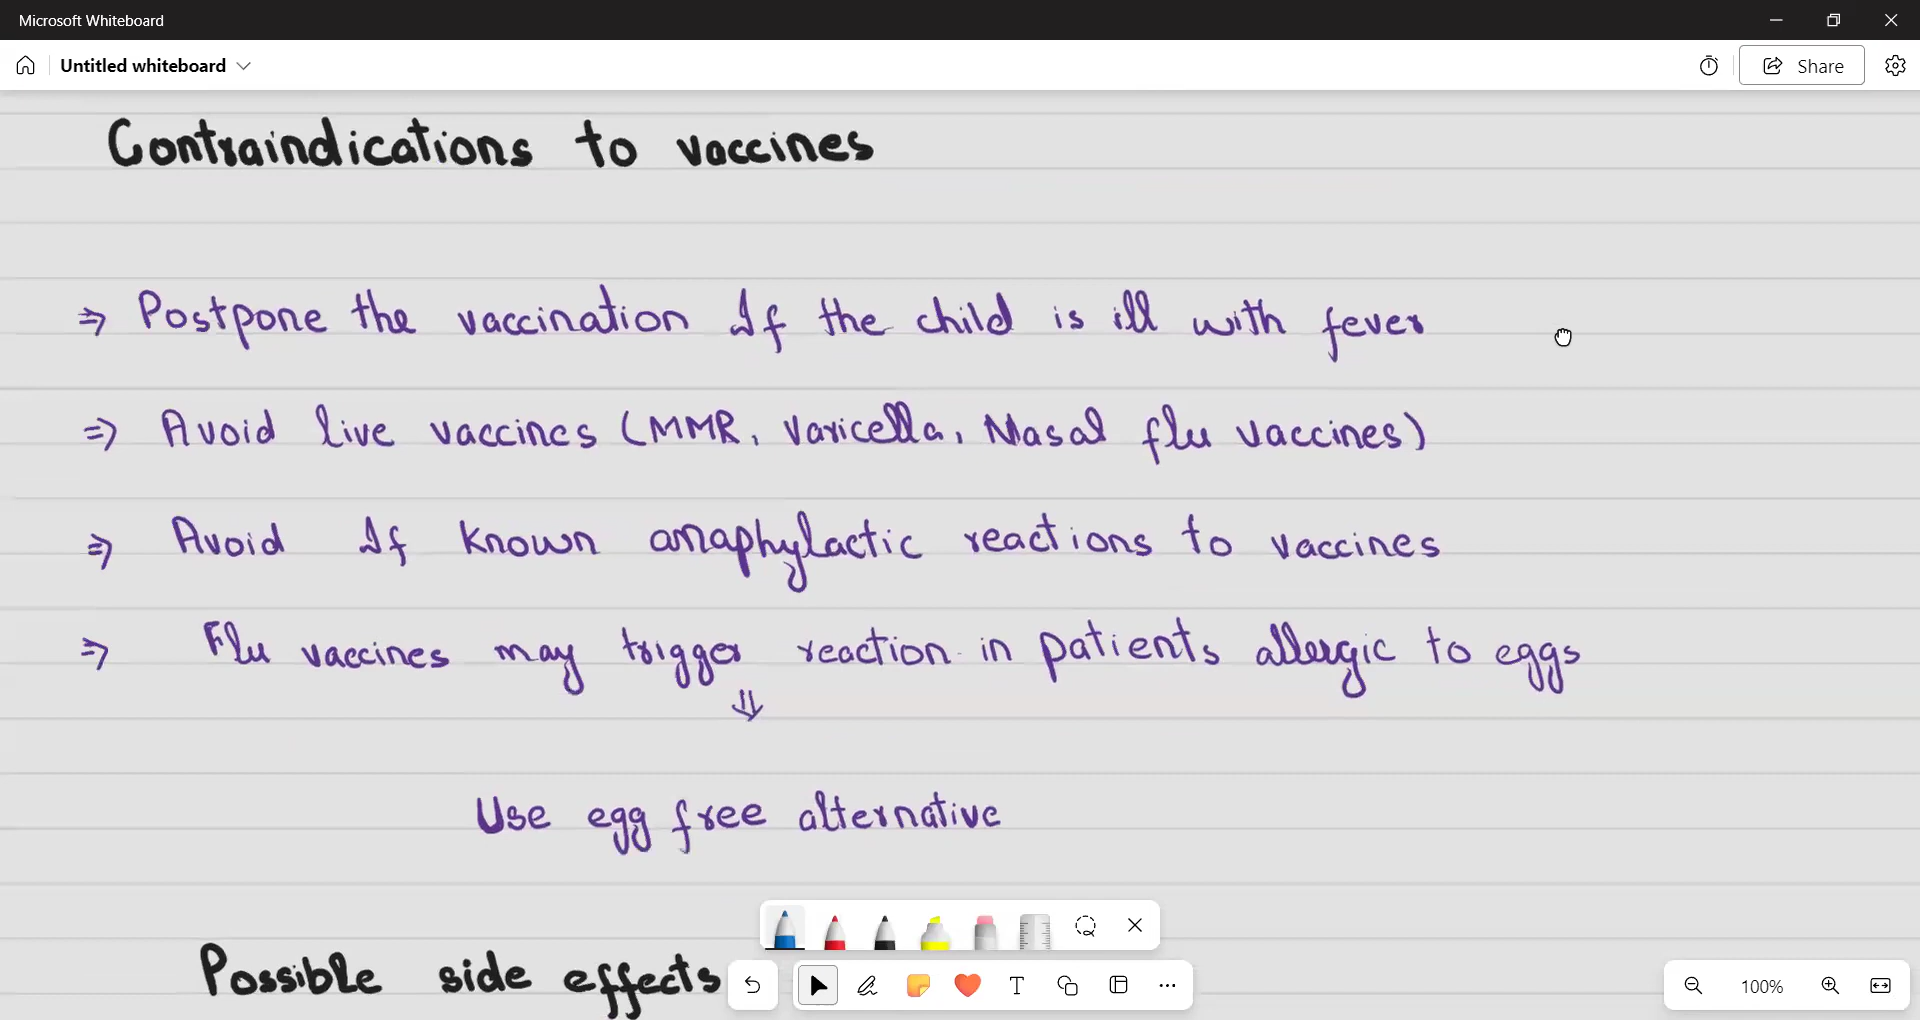 Microsoft Whiteboard
Untitled whiteboard
Share
Contraindications to vaccines
⇒ Postpone the vaccination If the child is ill with fever
⇒ Avoid live vaccines (MMR, Varicella, Nasal flu vaccines)
⇒ Avoid If known anaphylactic reactions to vaccines
⇒ Flu vaccines may trigger reaction in patients allergic to eggs
⇓
Use egg free alternative
Possible side effects
100%